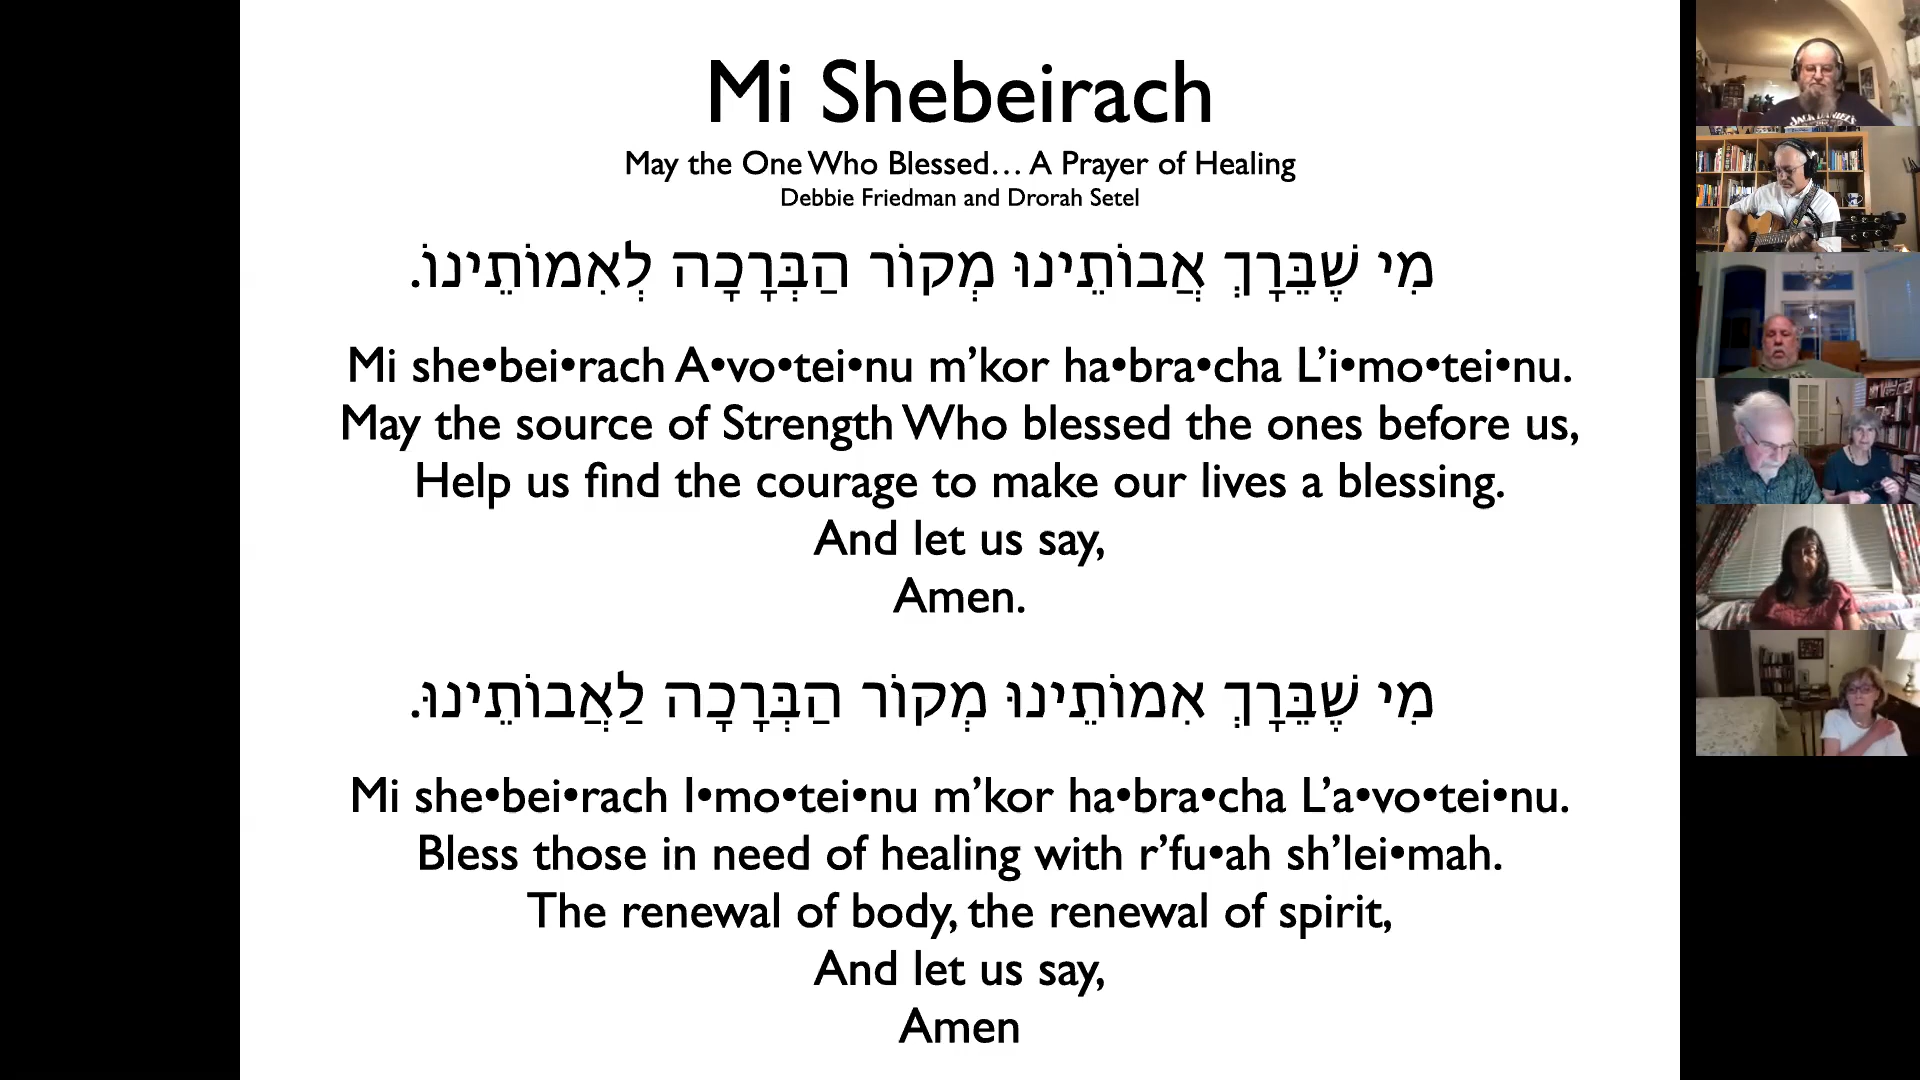 Mi Shebeirach
May the One Who Blessed… A Prayer of Healing
Debbie Friedman and Drorah Setel
מִי שֶׁבֵּרָךְ אֲבוֹתֵינוּ מְקוֹר הַבְּרָכָה לְאִמוֹתֵינוֹ.
Mi she•bei•rach A•vo•tei•nu m’kor ha•bra•cha L’i•mo•tei•nu.
May the source of Strength Who blessed the ones before us,
Help us find the courage to make our lives a blessing.
And let us say,
Amen.
מִי שֶׁבֵּרָךְ אִמוֹתֵינוּ מְקוֹר הַבְּרָכָה לַאֲבוֹתֵינוּ.
Mi she•bei•rach I•mo•tei•nu m’kor ha•bra•cha L’a•vo•tei•nu.
Bless those in need of healing with r’fu•ah sh’lei•mah.
The renewal of body, the renewal of spirit,
And let us say,
Amen
JACK DANIEL'S